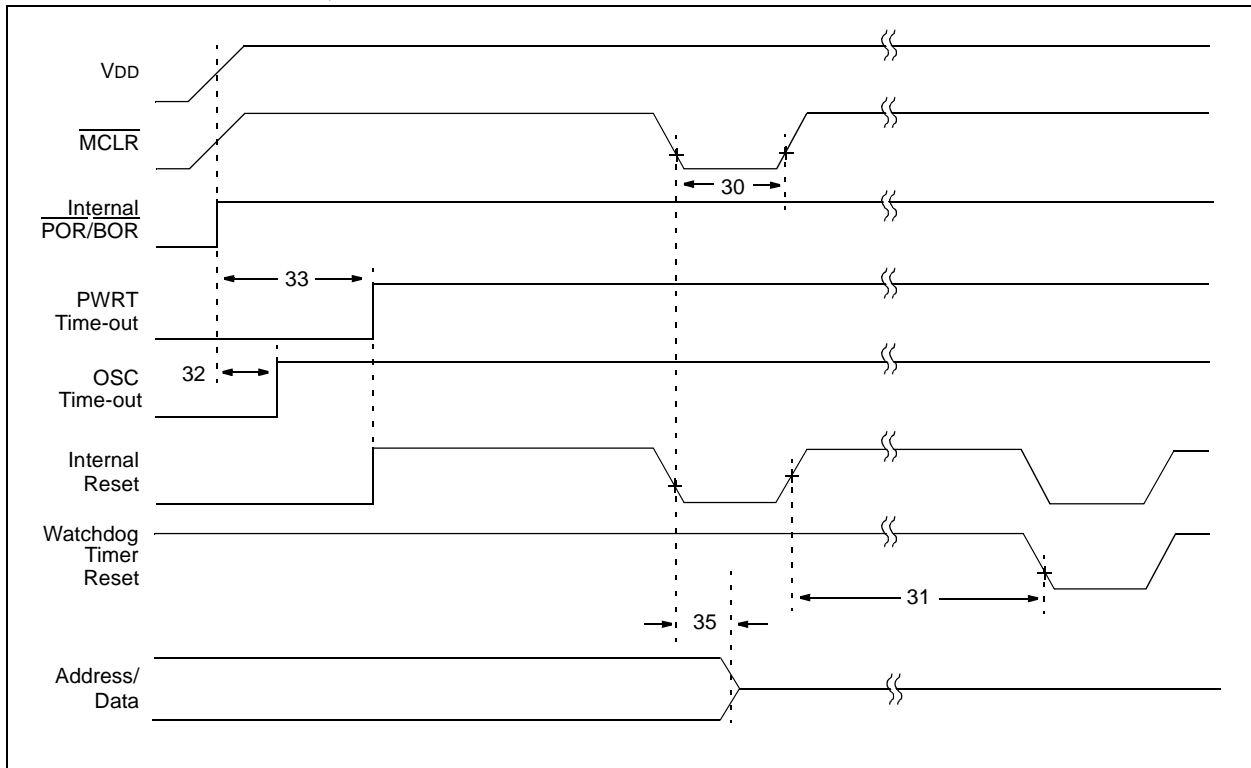 VDD
MCLR
30
Internal
POR/BOR
33
PWRT
Time-out
32
OSC
Time-out
Internal
Reset
Watchdog
Timer
Reset
31
35
Address/
Data